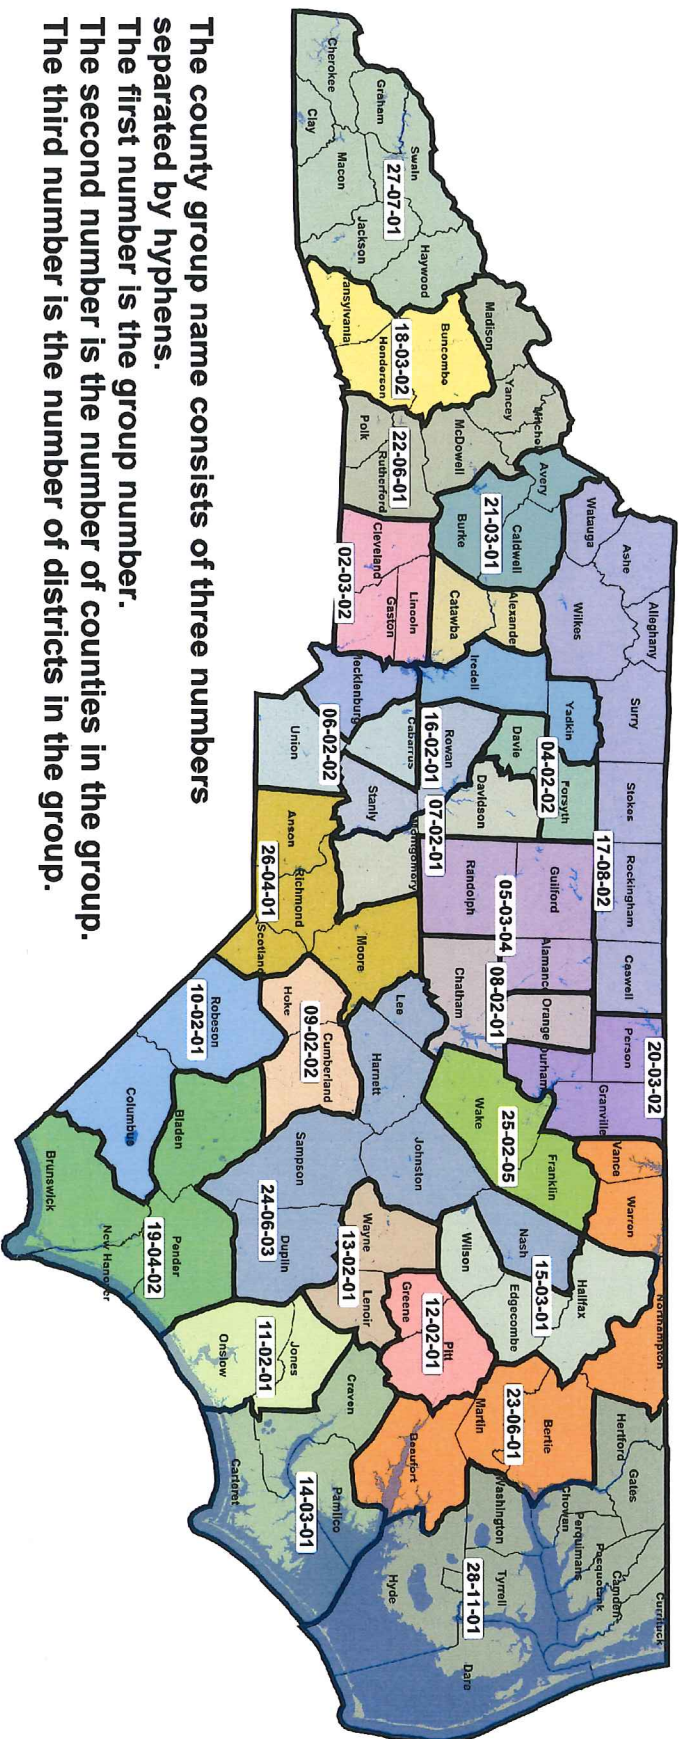 Cherokee
Graham
Clay
Swain
Macon
27-07-01
Jackson
Haywood
Madison
Buncombe
18-03-02
Henderson
ransylvania
Yancey
Mitchel
McDowell
22-06-01
Rutherford
Polk
Avery
Caldwell
21-03-01
Burke
Cleveland
02-03-02
Lincoln
Gaston
Watauga
Ashe
Alleghany
Wilkes
Alexande
Catawba
Iredell
Surry
Yadkin
Davie
Forsyth
04-02-02
Davidson
Rowan
16-02-01
Cabarrus
Mecklenburg
06-02-02
Union
Stanly
07-02-01
Montgomery
Stokes
Rockingham
17-08-02
Caswell
Guilford
Alamanc
05-03-04
Randolph
Orange
08-02-01
Chatham
Anson
Richmond
26-04-01
Scotland
Moore
Lee
Harnett
Hoke
09-02-02
Cumberland
Robeson
10-02-01
Columbus
Bladen
Person
20-03-02
Durham
Granville
Vance
Warren
Franklin
25-02-05
Wake
Johnston
Sampson
24-06-03
Duplin
Nash
15-03-01
Halifax
Edgecombe
Wilson
Wayne
13-02-01
Lenoir
Greene
12-02-01
Pitt
Northampton
Hertford
Gates
Bertie
23-06-01
Martin
Beaufort
Brunswick
New Hanover
19-04-02
Pender
Onslow
11-02-01
Jones
Craven
Pamlico
14-03-01
Carteret
Currituck
Camden
Pasquotank
Perquimans
Chowan
Washington
Tyrrell
28-11-01
Hyde
Dare
The county group name consists of three numbers
separated by hyphens.
The first number is the group number.
The second number is the number of counties in the group.
The third number is the number of districts in the group.